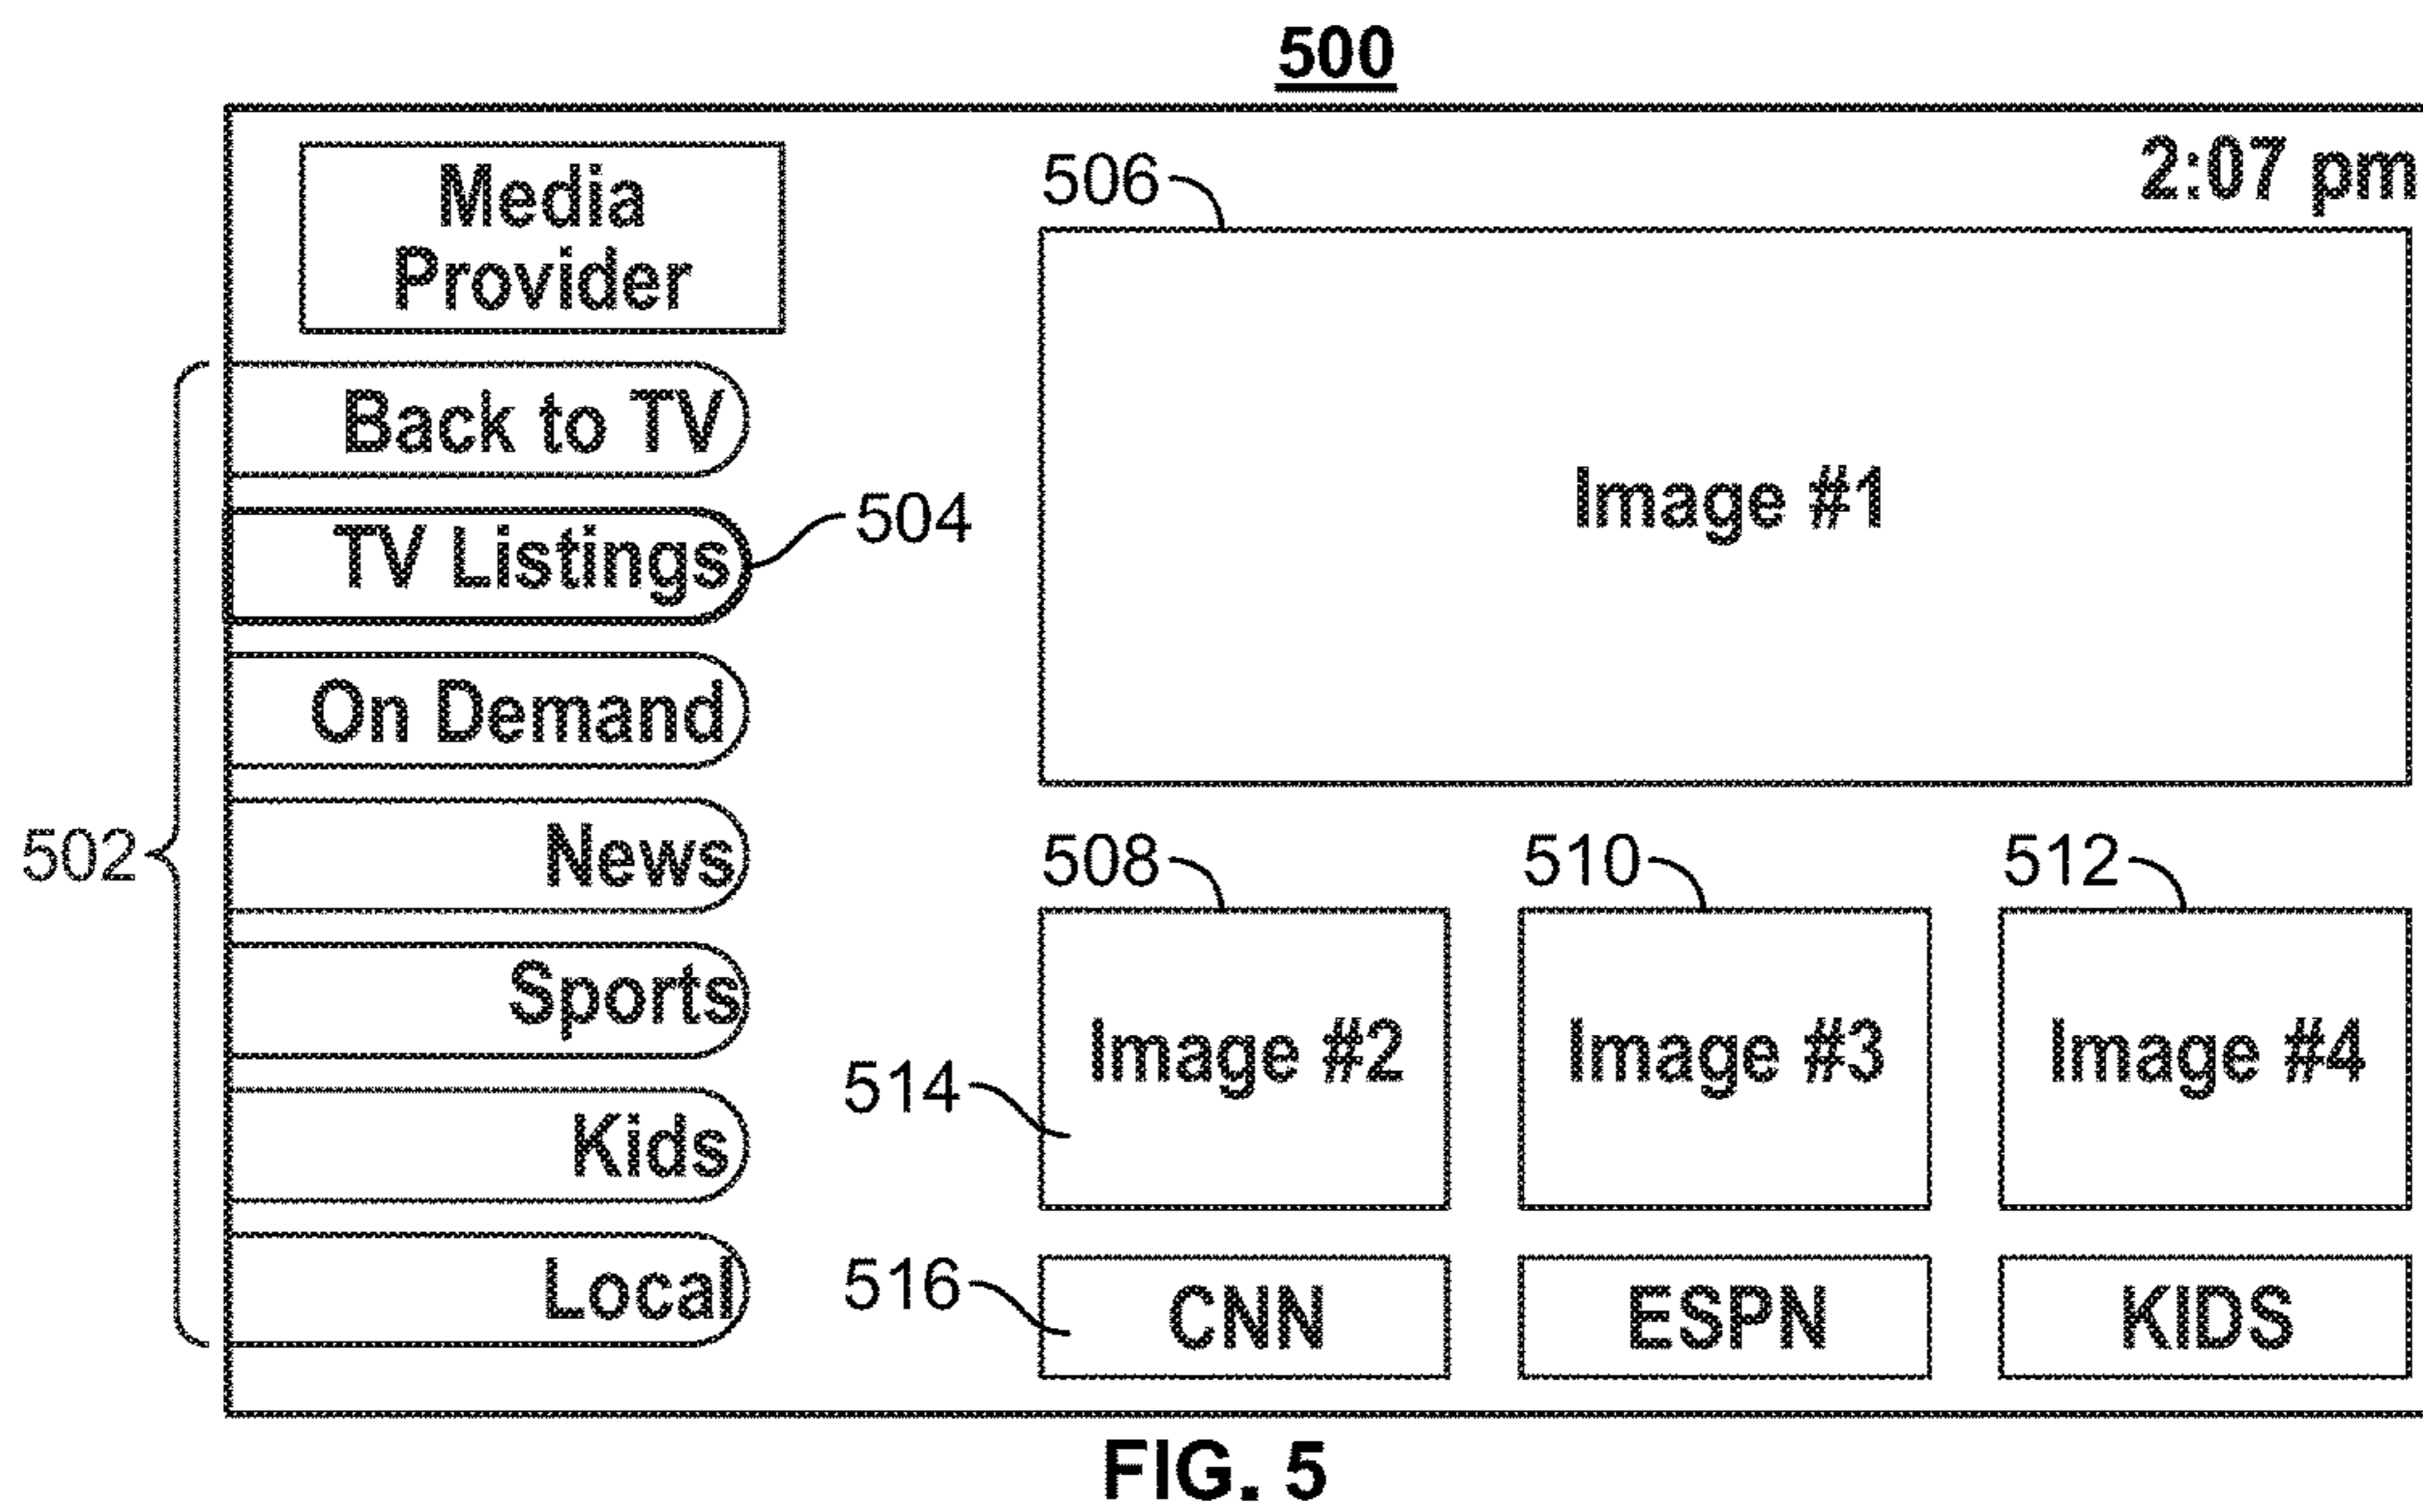 500
2:07 pm
Media
Provider
506
Back to TV
Image #1
TV Listings
504
On Demand
502
News
508
510
512
Sports
Image #2
Image #3
Image #4
514
Kids
Local
516
CNN
ESPN
KIDS
FIG. 5